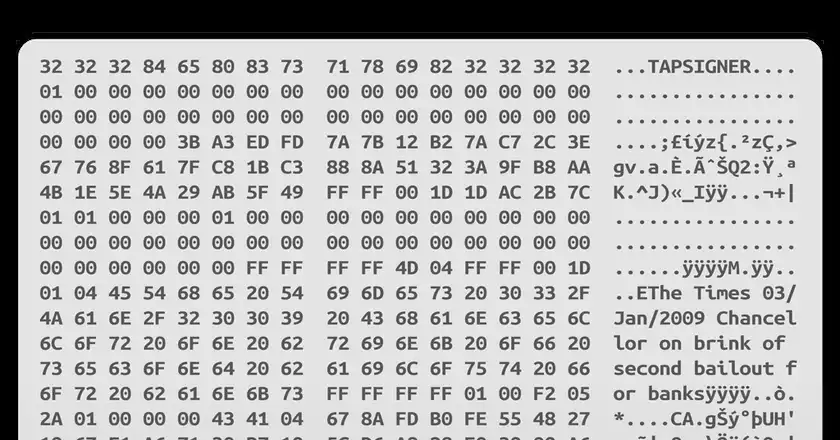 32 32 32 84 65 80 83 73 71 78 69 82 32 32 32 32 ...TAPSIGNER....
01 00 00 00 00 00 00 00 00 00 00 00 00 00 00 00 ................
00 00 00 00 00 00 00 00 00 00 00 00 00 00 00 00 ................
00 00 00 00 3B A3 ED FD 7A 7B 12 B2 7A C7 2C 3E ....;£íýz{.²zÇ,>
67 76 8F 61 7F C8 1B C3 88 8A 51 32 3A 9F B8 AA gv.a.È.ÃˆŠQ2:Ÿ¸ª
4B 1E 5E 4A 29 AB 5F 49 FF FF 00 1D 1D AC 2B 7C K.^J)«_Iÿÿ...¬+|
01 01 00 00 00 01 00 00 00 00 00 00 00 00 00 00 ................
00 00 00 00 00 00 00 00 00 00 00 00 00 00 00 00 ................
00 00 00 00 00 00 FF FF FF FF 4D 04 FF FF 00 1D ......ÿÿÿÿM.ÿÿ..
01 04 45 54 68 65 20 54 69 6D 65 73 20 30 33 2F ..EThe Times 03/
4A 61 6E 2F 32 30 30 39 20 43 68 61 6E 63 65 6C Jan/2009 Chancel
6C 6F 72 20 6F 6E 20 62 72 69 6E 6B 20 6F 66 20 lor on brink of
73 65 63 6F 6E 64 20 62 61 69 6C 6F 75 74 20 66 second bailout f
6F 72 20 62 61 6E 6B 73 FF FF FF FF 01 00 F2 05 or banksÿÿÿÿ..ò.
2A 01 00 00 00 43 41 04 67 8A FD B0 FE 55 48 27 *....CA.gŠý°þUH'